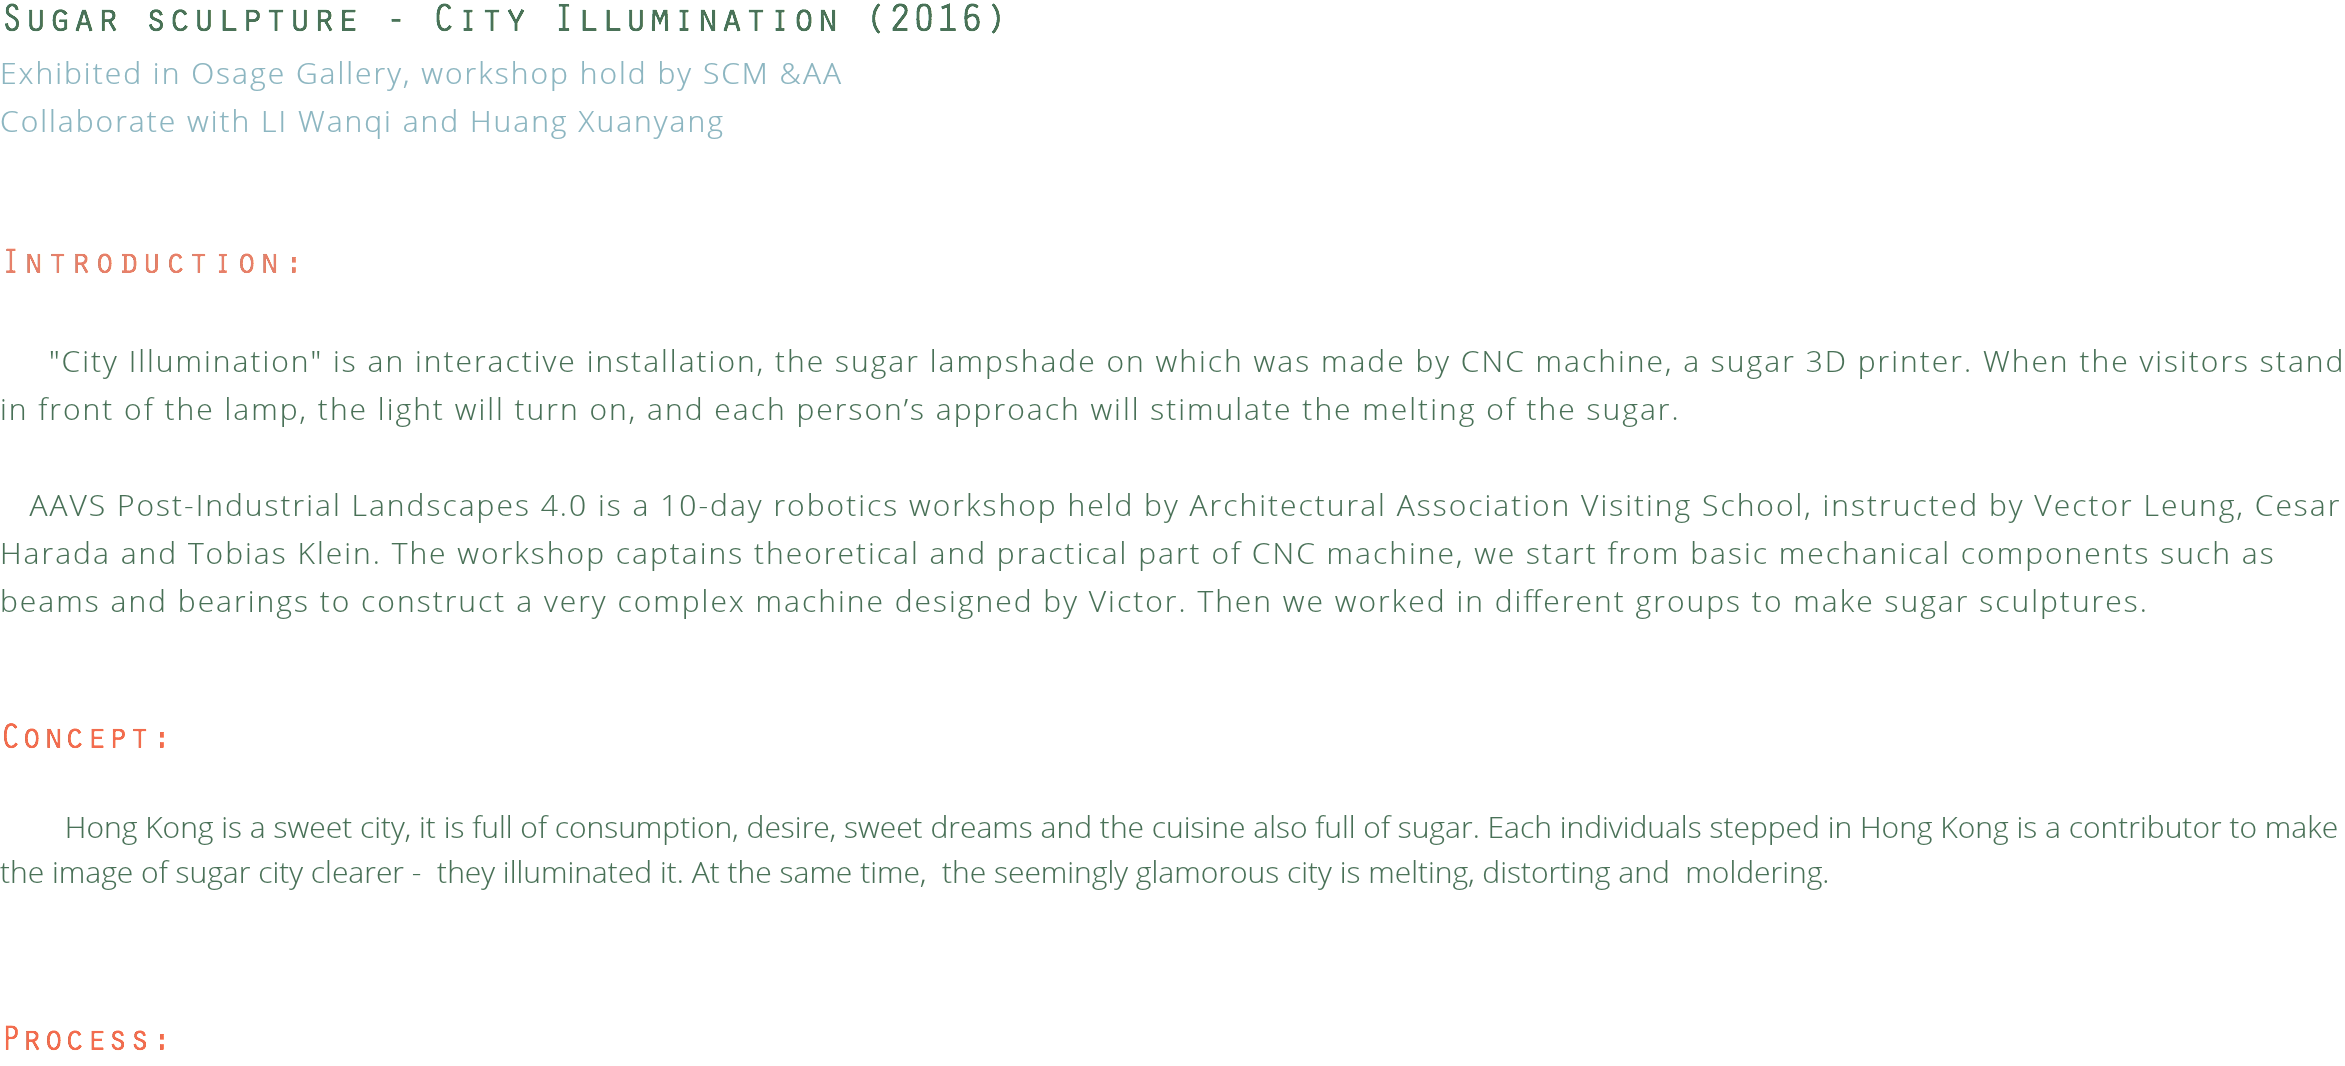 Sugar sculpture - City Illumination (2016)
Exhibited in Osage Gallery, workshop hold by SCM &AA
Collaborate with LI Wanqi and Huang Xuanyang
Introduction:
"City Illumination" is an interactive installation, the sugar lampshade on which was made by CNC machine, a sugar 3D printer. When the visitors stand
in front of the lamp, the light will turn on, and each person’s approach will stimulate the melting of the sugar.
AAVS Post-Industrial Landscapes 4.0 is a 10-day robotics workshop held by Architectural Association Visiting School, instructed by Vector Leung, Cesar
Harada and Tobias Klein. The workshop captains theoretical and practical part of CNC machine, we start from basic mechanical components such as
beams and bearings to construct a very complex machine designed by Victor. Then we worked in different groups to make sugar sculptures.
Concept:
Hong Kong is a sweet city, it is full of consumption, desire, sweet dreams and the cuisine also full of sugar. Each individuals stepped in Hong Kong is a contributor to make
the image of sugar city clearer -  they illuminated it. At the same time,  the seemingly glamorous city is melting, distorting and  moldering.
Process: